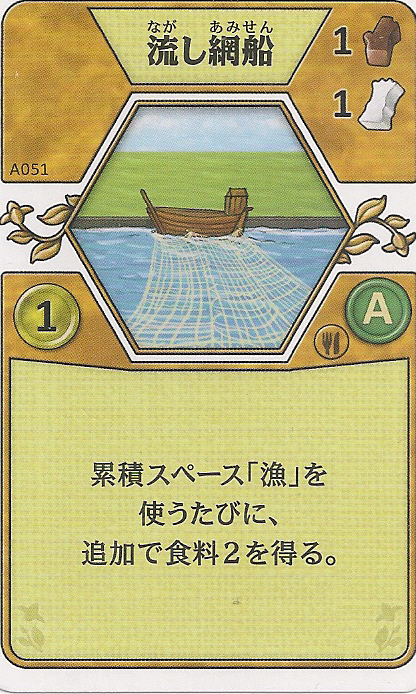 なが あみせん
流し網船
1
1
A051
1
A
累積スペース「漁」を
使うたびに、
追加で食料2を得る。